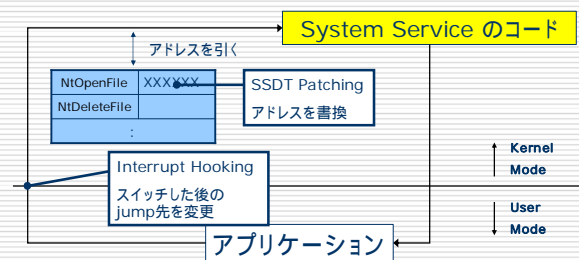 System Service のコード
アドレスを引く
NtOpenFile XXXXXX
NtDeleteFile
:
SSDT Patching
アドレスを書換
Interrupt Hooking
スイッチした後の
jump先を変更
Kernel
Mode
User
Mode
アプリケーション